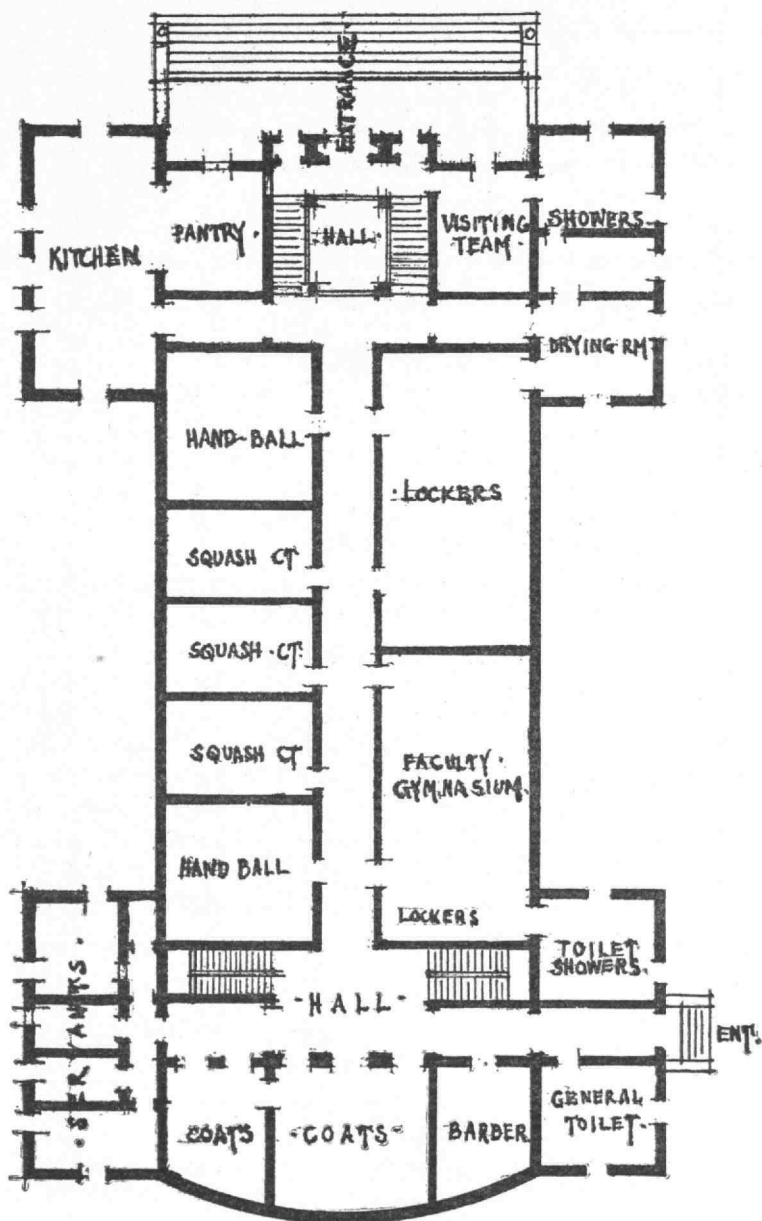 ENTRANCE
KITCHEN
PANTRY
HALL
VISITING
TEAM
SHOWERS
DRYING RM
HAND-BALL
LOCKERS
SQUASH CT
SQUASH CT.
SQUASH CT
FACULTY
GYMNASIUM
HAND BALL
LOCKERS
TOILET
SHOWERS.
SERVANTS
HALL
ENT.
COATS
COATS
BARBER
GENERAL
TOILET